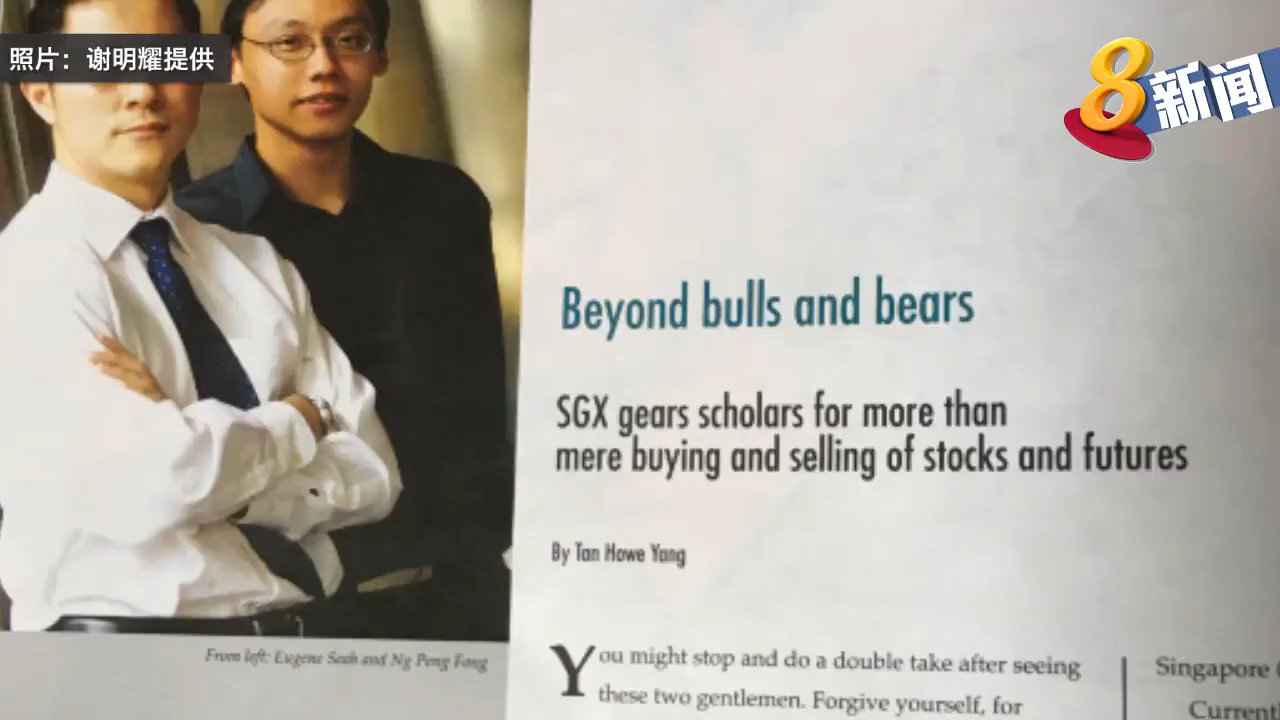 照片：谢明耀提供
8新闻
Beyond bulls and bears
SGX gears scholars for more than
mere buying and selling of stocks and futures
By Tan Howe Yang
From left: Eugene Seah and Ng Peng Fong
You might stop and do a double take after seeing
these two gentlemen. Forgive yourself, for
Singapore
Current